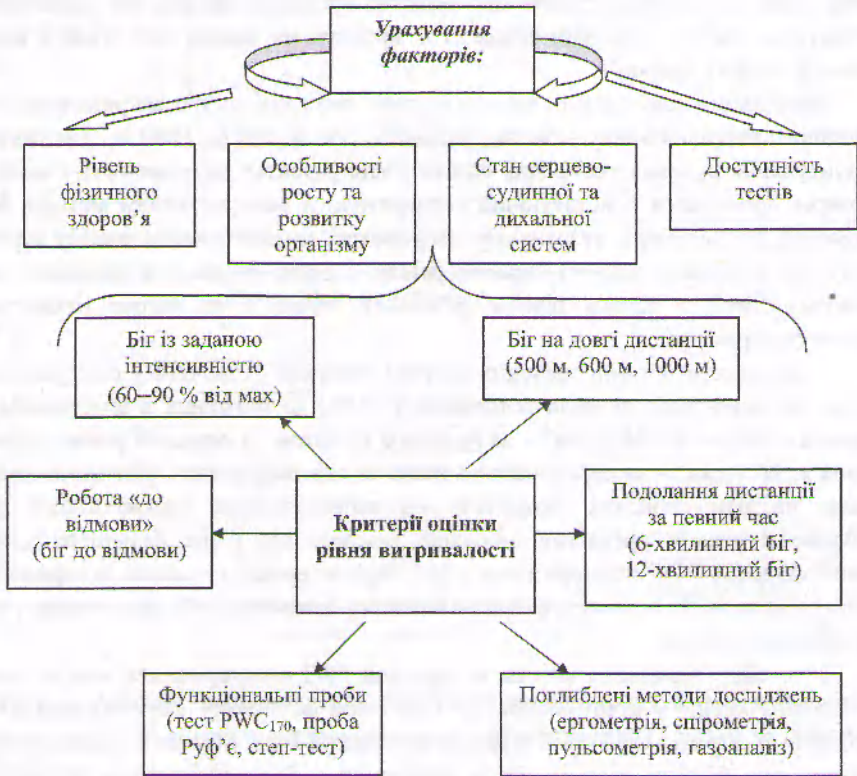 Урахування
факторів:
Рівень
фізичного
здоров’я
Особливості
росту та
розвитку
організму
Стан серцево-
судинної та
дихальної
систем
Доступність
тестів
Біг із заданою
інтенсивністю
(60–90 % від мах)
Біг на довгі дистанції
(500 м, 600 м, 1000 м)
Робота «до
відмови»
(біг до відмови)
Критерії оцінки
рівня витривалості
Подолання дистанції
за певний час
(6-хвилинний біг,
12-хвилинний біг)
Функціональні проби
(тест PWC₁₇₀, проба
Руф’є, степ-тест)
Поглиблені методи досліджень
(ергометрія, спірометрія,
пульсометрія, газоаналіз)